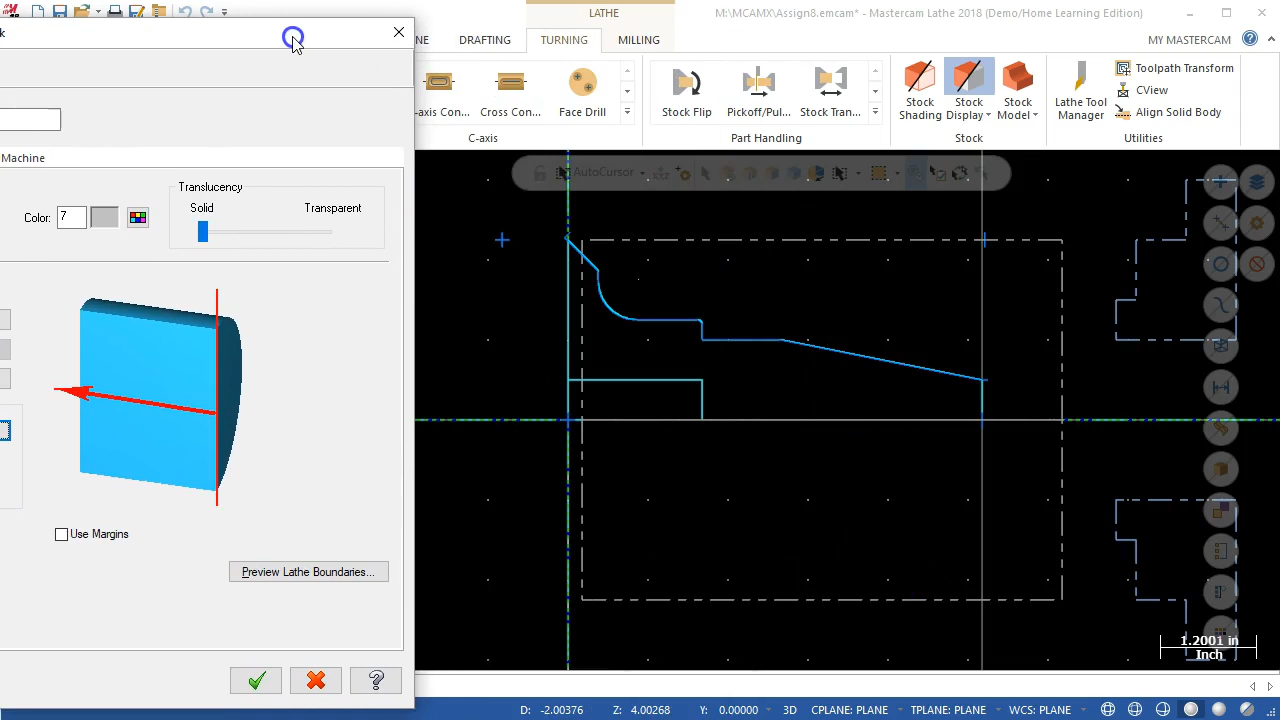 LATHE
M:\MCAMX\Assign8.emcam* - Mastercam Lathe 2018 (Demo/Home Learning Edition)
k
NE
DRAFTING
TURNING
MILLING
MY MASTERCAM
-axis Con...
Cross Con...
Face Drill
C-axis
Stock Flip
Pickoff/Pul...
Stock Tran...
Part Handling
Stock Shading
Stock Display
Stock Model
Stock
Lathe Tool Manager
Toolpath Transform
CView
Align Solid Body
Utilities
Machine
Color:
7
Translucency
Solid
Transparent
AutoCursor
Use Margins
Preview Lathe Boundaries...
1.2001 in
Inch
D: -2.00376
Z: 4.00268
Y: 0.00000
3D
CPLANE: PLANE
TPLANE: PLANE
WCS: PLANE